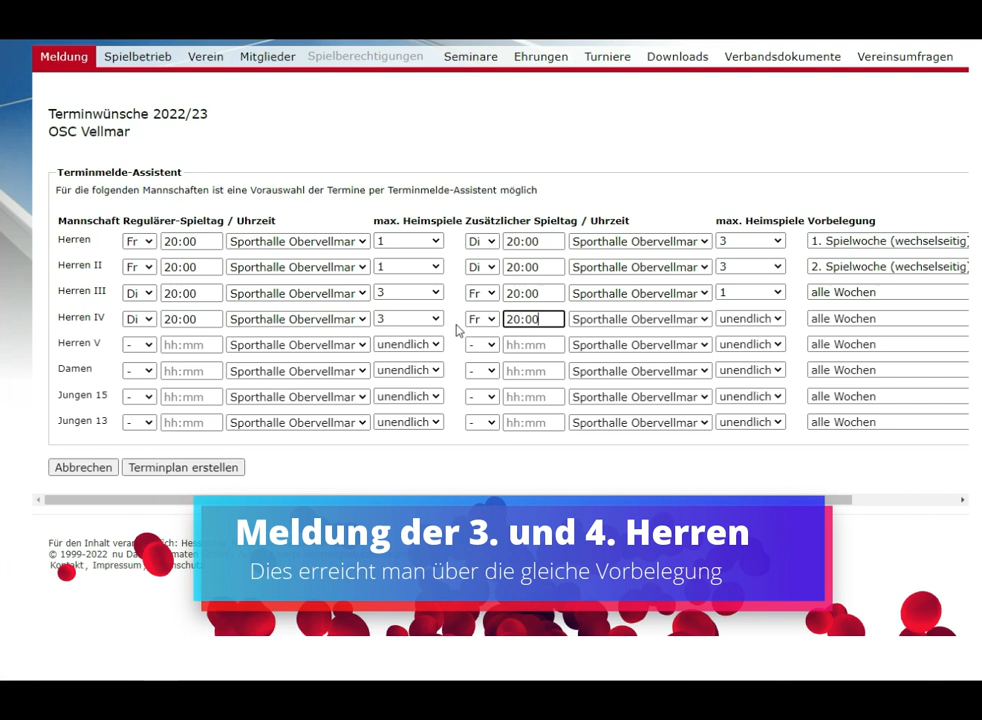 Meldung Spielbetrieb Verein Mitglieder Spielberechtigungen Seminare Ehrungen Turniere Downloads Verbandsdokumente Vereinsumfragen
Terminwünsche 2022/23
OSC Vellmar
Terminmelde-Assistent
Für die folgenden Mannschaften ist eine Vorauswahl der Termine per Terminmelde-Assistent möglich
Mannschaft Regulärer-Spieltag / Uhrzeit max. Heimspiele Zusätzlicher Spieltag / Uhrzeit max. Heimspiele Vorbelegung
Herren Fr 20:00 Sporthalle Obervellmar 1 Di 20:00 Sporthalle Obervellmar 3 1. Spielwoche (wechselseitig)
Herren II Fr 20:00 Sporthalle Obervellmar 1 Di 20:00 Sporthalle Obervellmar 3 2. Spielwoche (wechselseitig)
Herren III Di 20:00 Sporthalle Obervellmar 3 Fr 20:00 Sporthalle Obervellmar 1 alle Wochen
Herren IV Di 20:00 Sporthalle Obervellmar 3 Fr 20:00 Sporthalle Obervellmar unendlich alle Wochen
Herren V - hh:mm Sporthalle Obervellmar unendlich - hh:mm Sporthalle Obervellmar unendlich alle Wochen
Damen - hh:mm Sporthalle Obervellmar unendlich - hh:mm Sporthalle Obervellmar unendlich alle Wochen
Jungen 15 - hh:mm Sporthalle Obervellmar unendlich - hh:mm Sporthalle Obervellmar unendlich alle Wochen
Jungen 13 - hh:mm Sporthalle Obervellmar unendlich - hh:mm Sporthalle Obervellmar unendlich alle Wochen
Abbrechen Terminplan erstellen
Meldung der 3. und 4. Herren
Dies erreicht man über die gleiche Vorbelegung
Für den Inhalt
© 1999-2022 nu
Impressum,